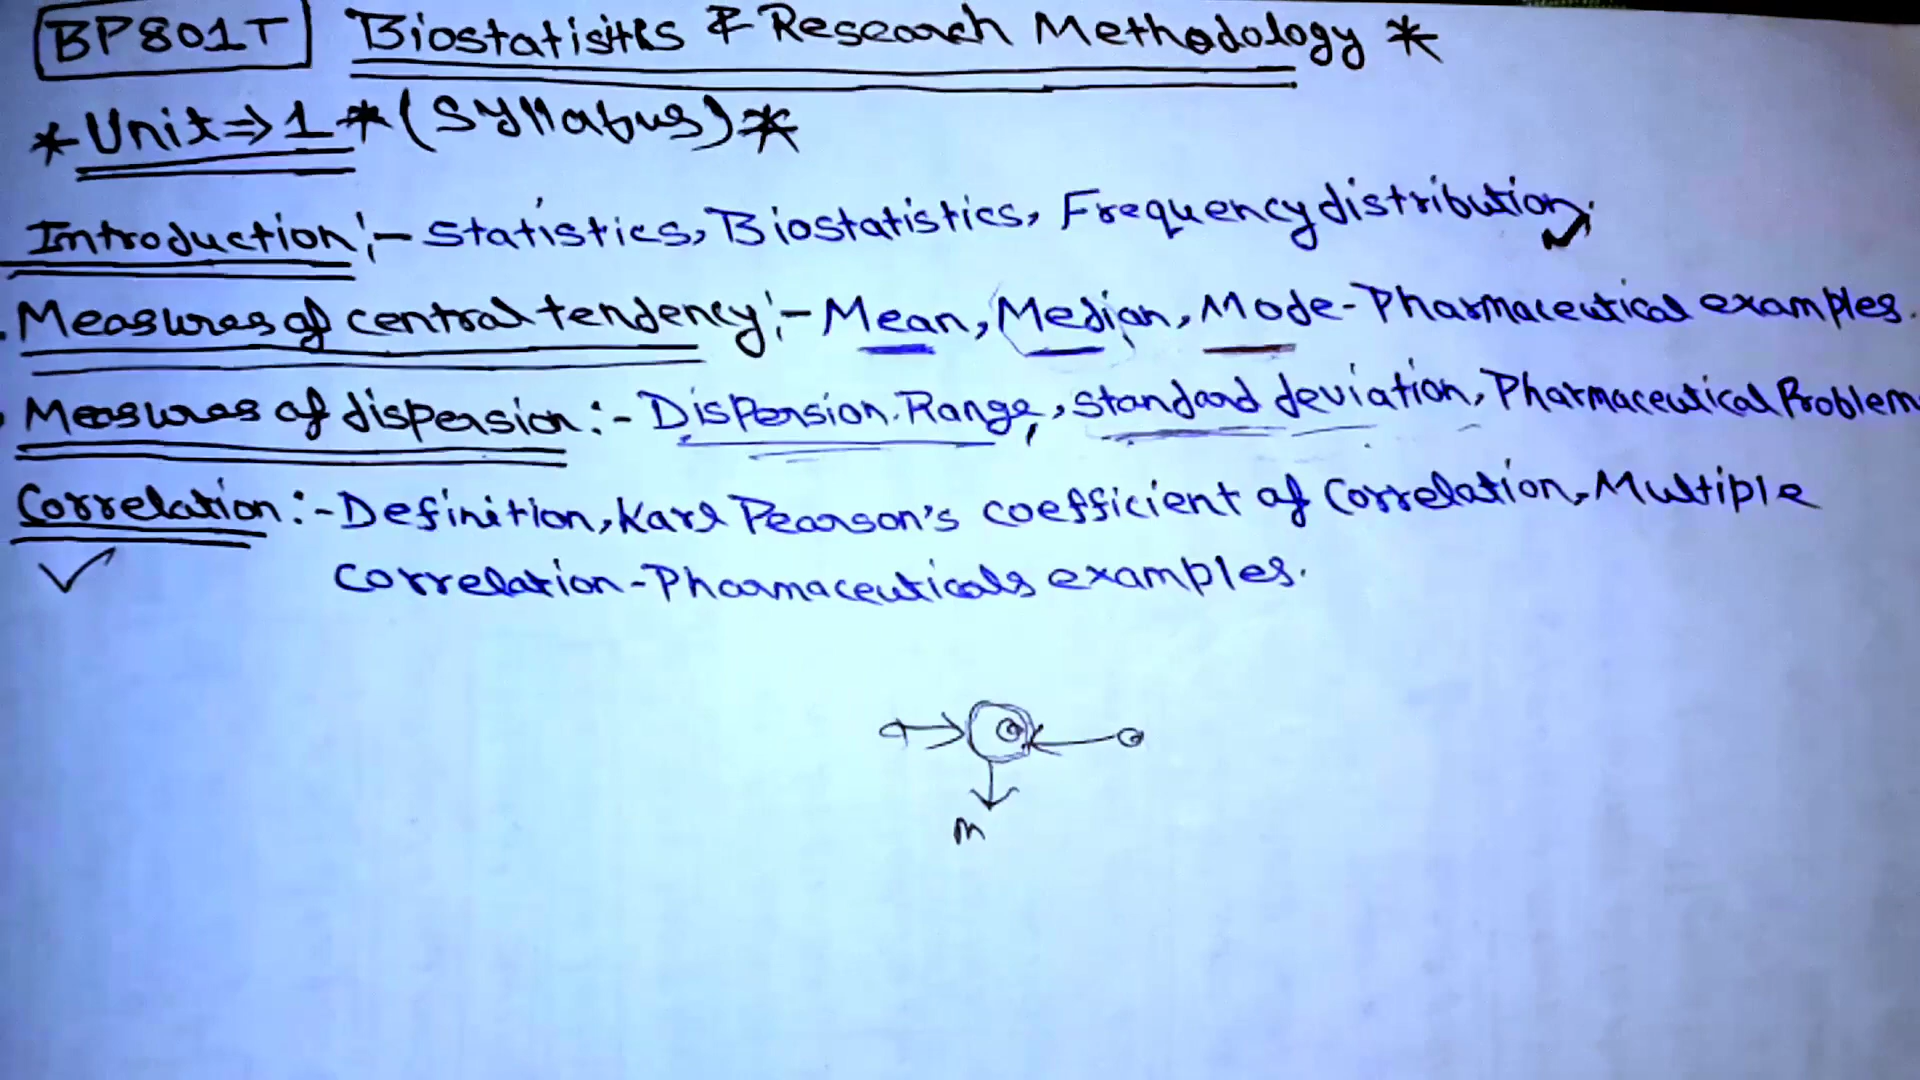 BP801T Biostatisitcs & Research Methodology *
* Unit ⇒ 1 * (Syllabus) *
Introduction:- Statistics, Biostatistics, Frequency distribution.
Measures of central tendency:- Mean, Median, Mode - Pharmaceutical examples.
Measures of dispersion:- Dispersion. Range, standard deviation, Pharmaceutical Problem
Correlation:- Definition, Karl Pearson's coefficient of Correlation, Multiple
correlation - Pharmaceuticals examples.
m